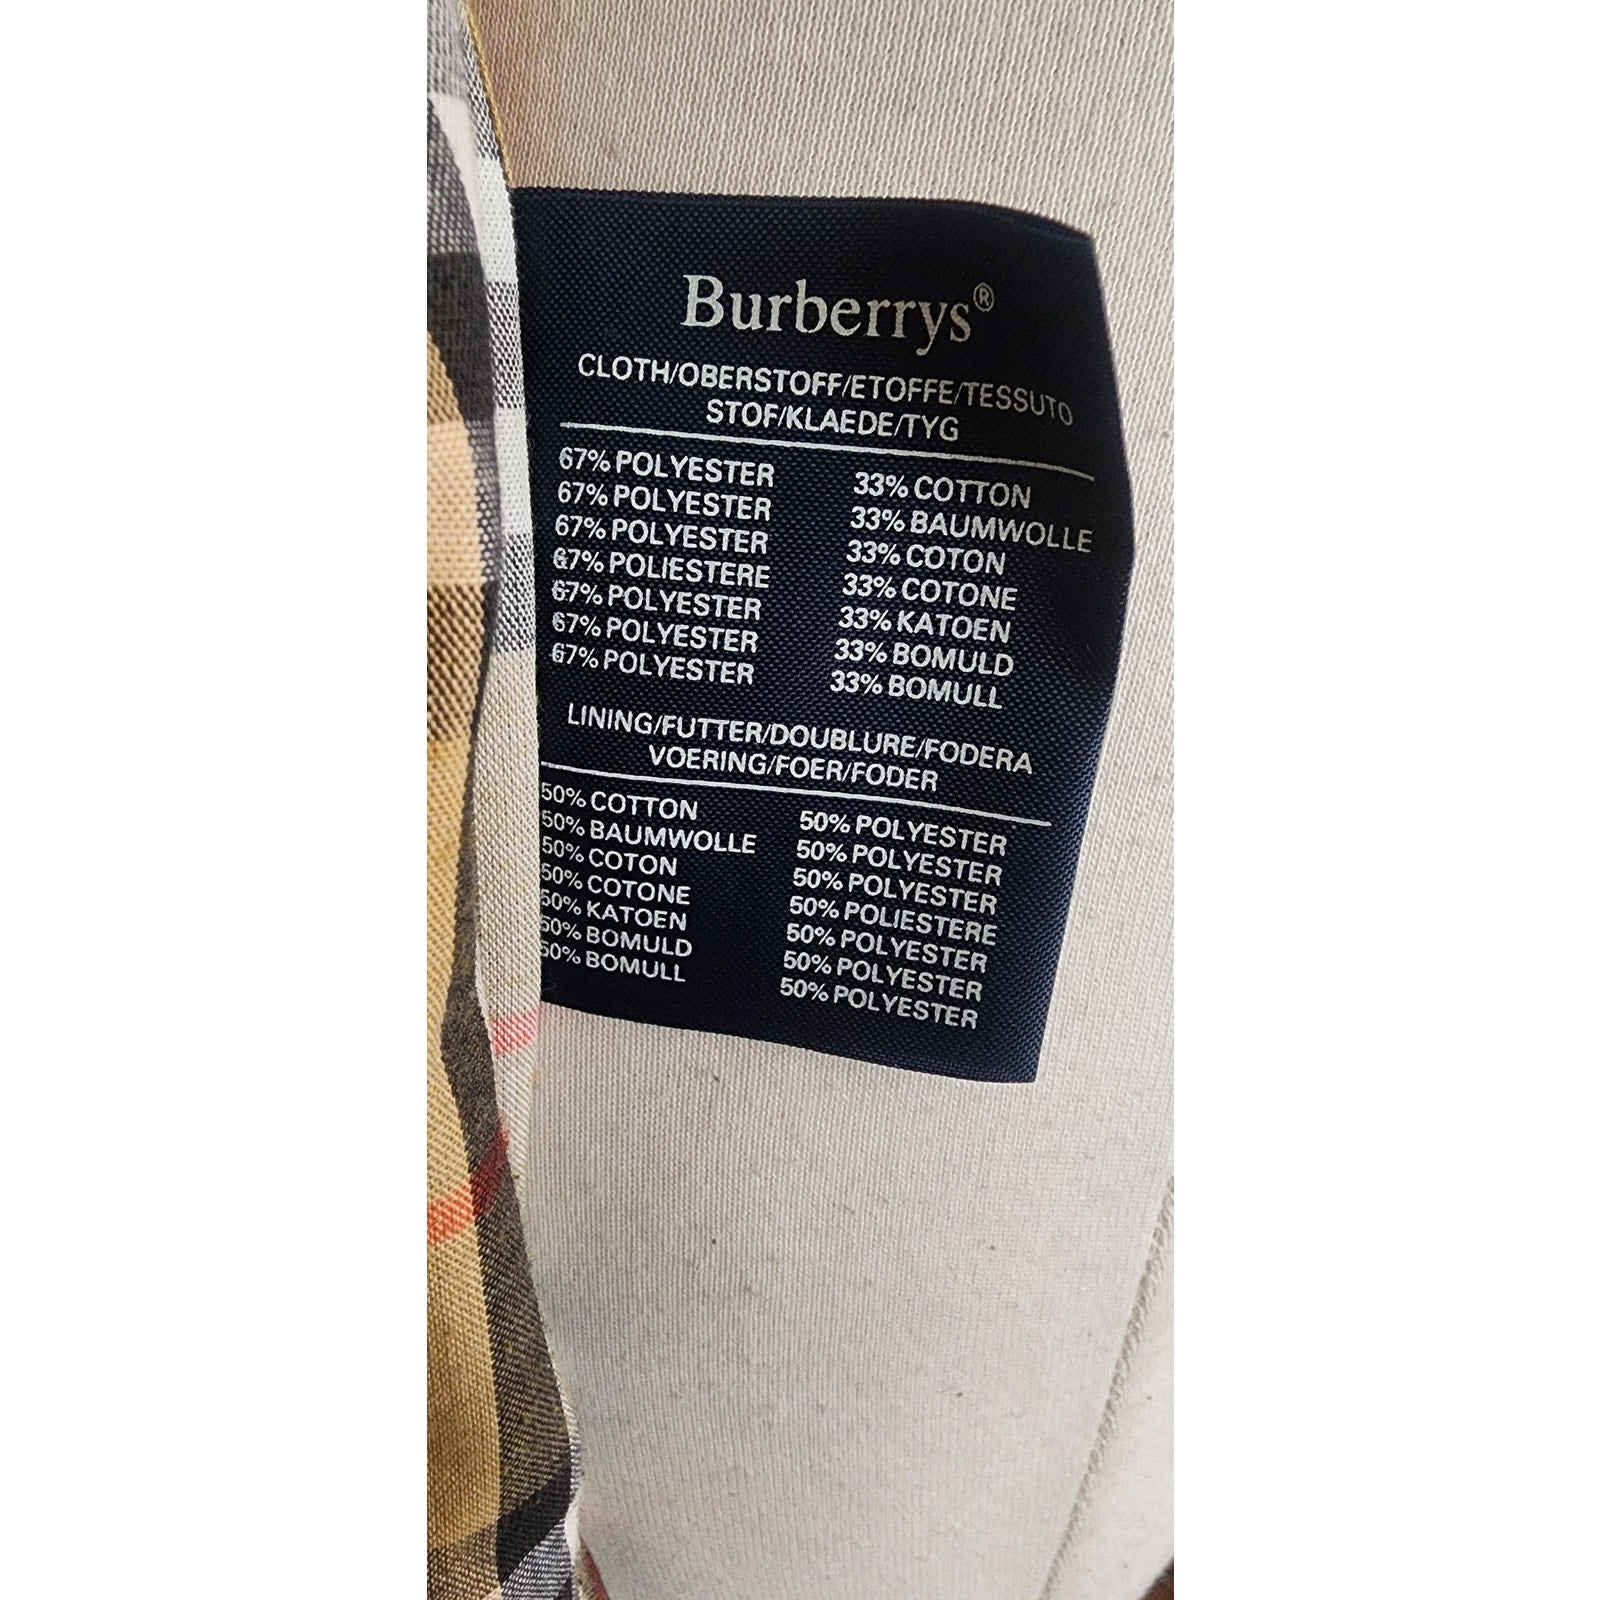 Burberrys®
CLOTH/OBERSTOFF/ETOFFE/TESSUTO
STOF/KLAEDE/TYG
67% POLYESTER 33% COTTON
67% POLYESTER 33% BAUMWOLLE
67% POLYESTER 33% COTON
67% POLIESTERE 33% COTONE
67% POLYESTER 33% KATOEN
67% POLYESTER 33% BOMULD
67% POLYESTER 33% BOMULL
LINING/FUTTER/DOUBLURE/FODERA
VOERING/FOER/FODER
50% COTTON 50% POLYESTER
50% BAUMWOLLE 50% POLYESTER
50% COTON 50% POLYESTER
50% COTONE 50% POLIESTERE
50% KATOEN 50% POLYESTER
50% BOMULD 50% POLYESTER
50% BOMULL 50% POLYESTER